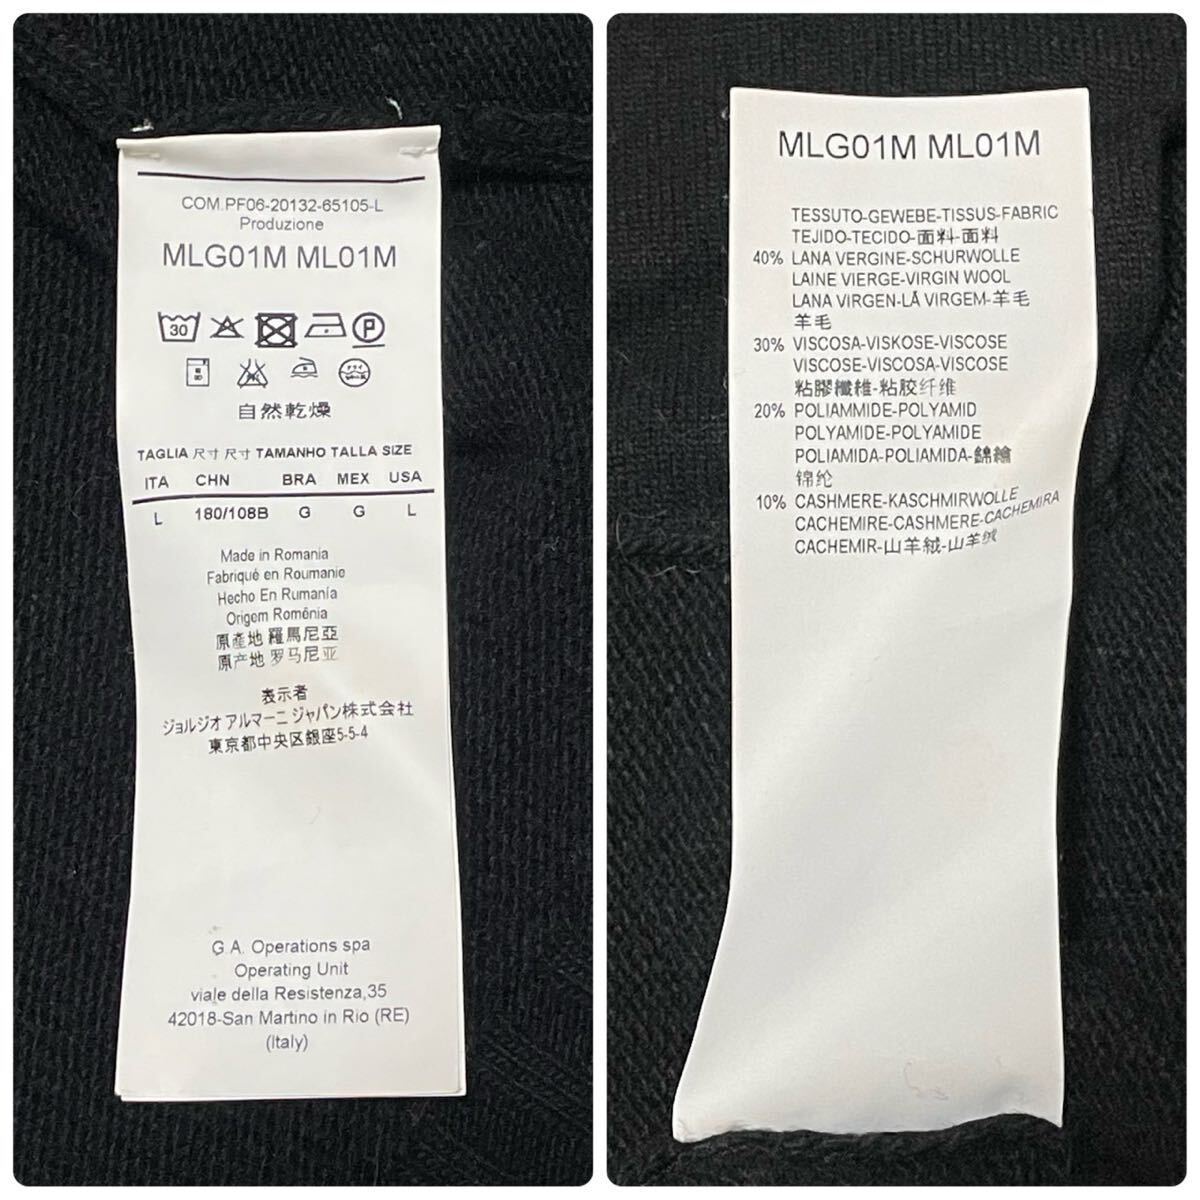 COM.PF06-20132-65105-L
Produzione
MLG01M ML01M
30 P
自然乾燥
TAGLIA 尺寸 尺寸 TAMANHO TALLA SIZE
ITA CHN BRA MEX USA
L 180/108B G G L
Made in Romania
Fabriqué en Roumanie
Hecho En Rumanía
Origem Romênia
原產地 羅馬尼亞
原产地 罗马尼亚
表示者
ジョルジオ アルマーニ ジャパン株式会社
東京都中央区銀座5-5-4
G.A. Operations spa
Operating Unit
viale della Resistenza,35
42018-San Martino in Rio (RE)
(Italy)
MLG01M ML01M
TESSUTO-GEWEBE-TISSUS-FABRIC
TEJIDO-TECIDO-面料-面料
40% LANA VERGINE-SCHURWOLLE
LAINE VIERGE-VIRGIN WOOL
LANA VIRGEN-LÃ VIRGEM-羊毛
羊毛
30% VISCOSA-VISKOSE-VISCOSE
VISCOSE-VISCOSA-VISCOSE
粘膠纖維-粘胶纤维
20% POLIAMMIDE-POLYAMID
POLYAMIDE-POLYAMIDE
POLIAMIDA-POLIAMIDA-錦綸
锦纶
10% CASHMERE-KASCHMIRWOLLE
CACHEMIRE-CASHMERE-CACHEMIRA
CACHEMIR-山羊絨-山羊绒